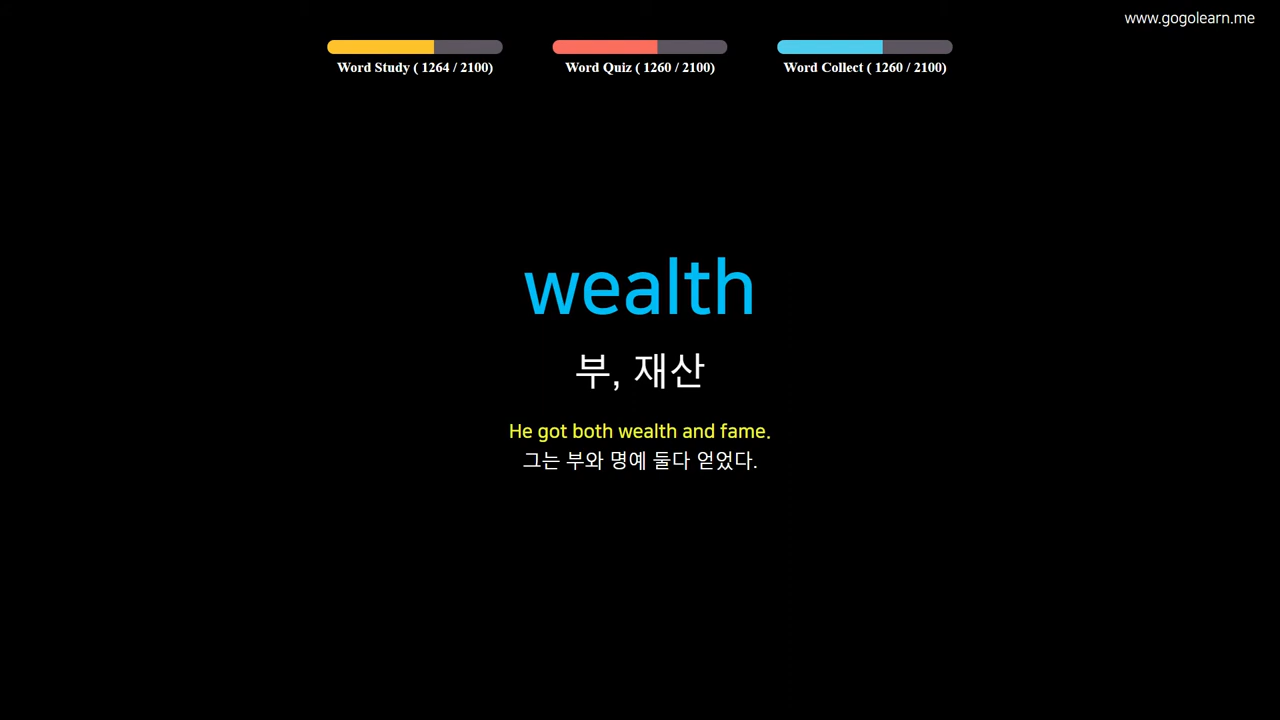 www.gogolearn.me
Word Study ( 1264 / 2100)
Word Quiz ( 1260 / 2100)
Word Collect ( 1260 / 2100)
wealth
부, 재산
He got both wealth and fame.
그는 부와 명예 둘다 얻었다.